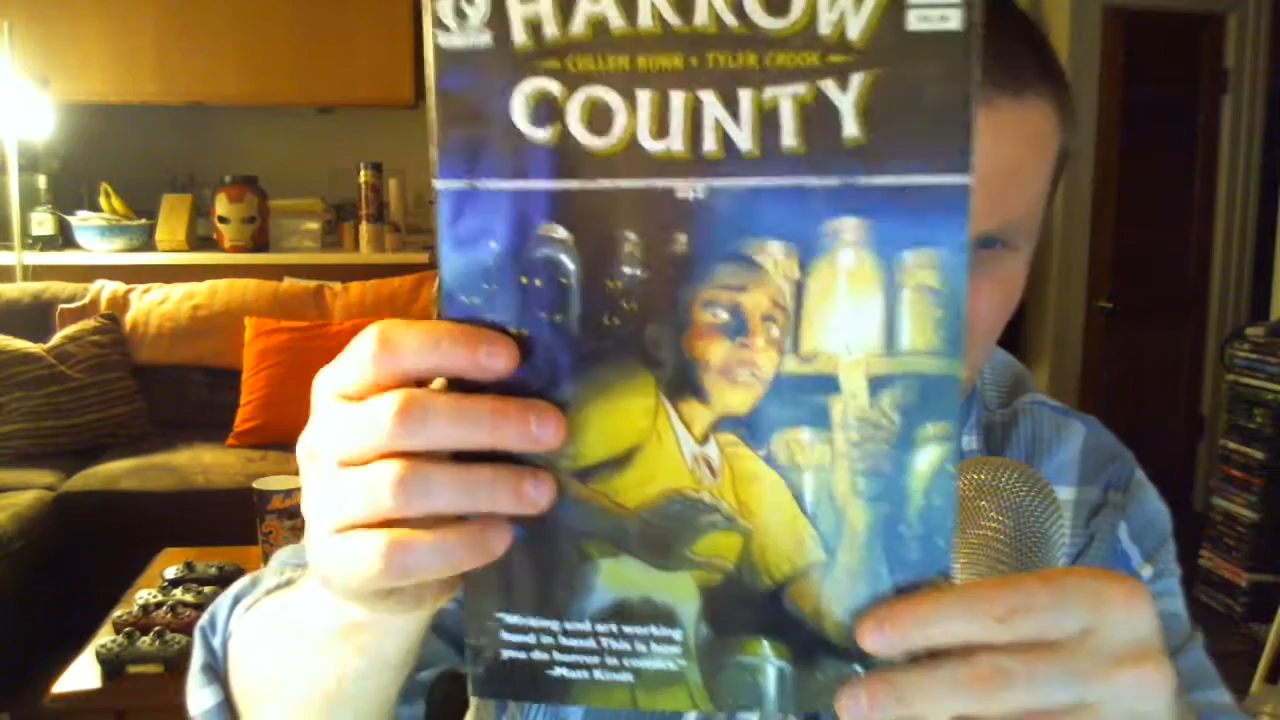 HARROW
CULLEN BUNN • TYLER CROOK
COUNTY
"Writing and art working
hand in hand. This is how
you do horror in comics."
—Matt Kindt